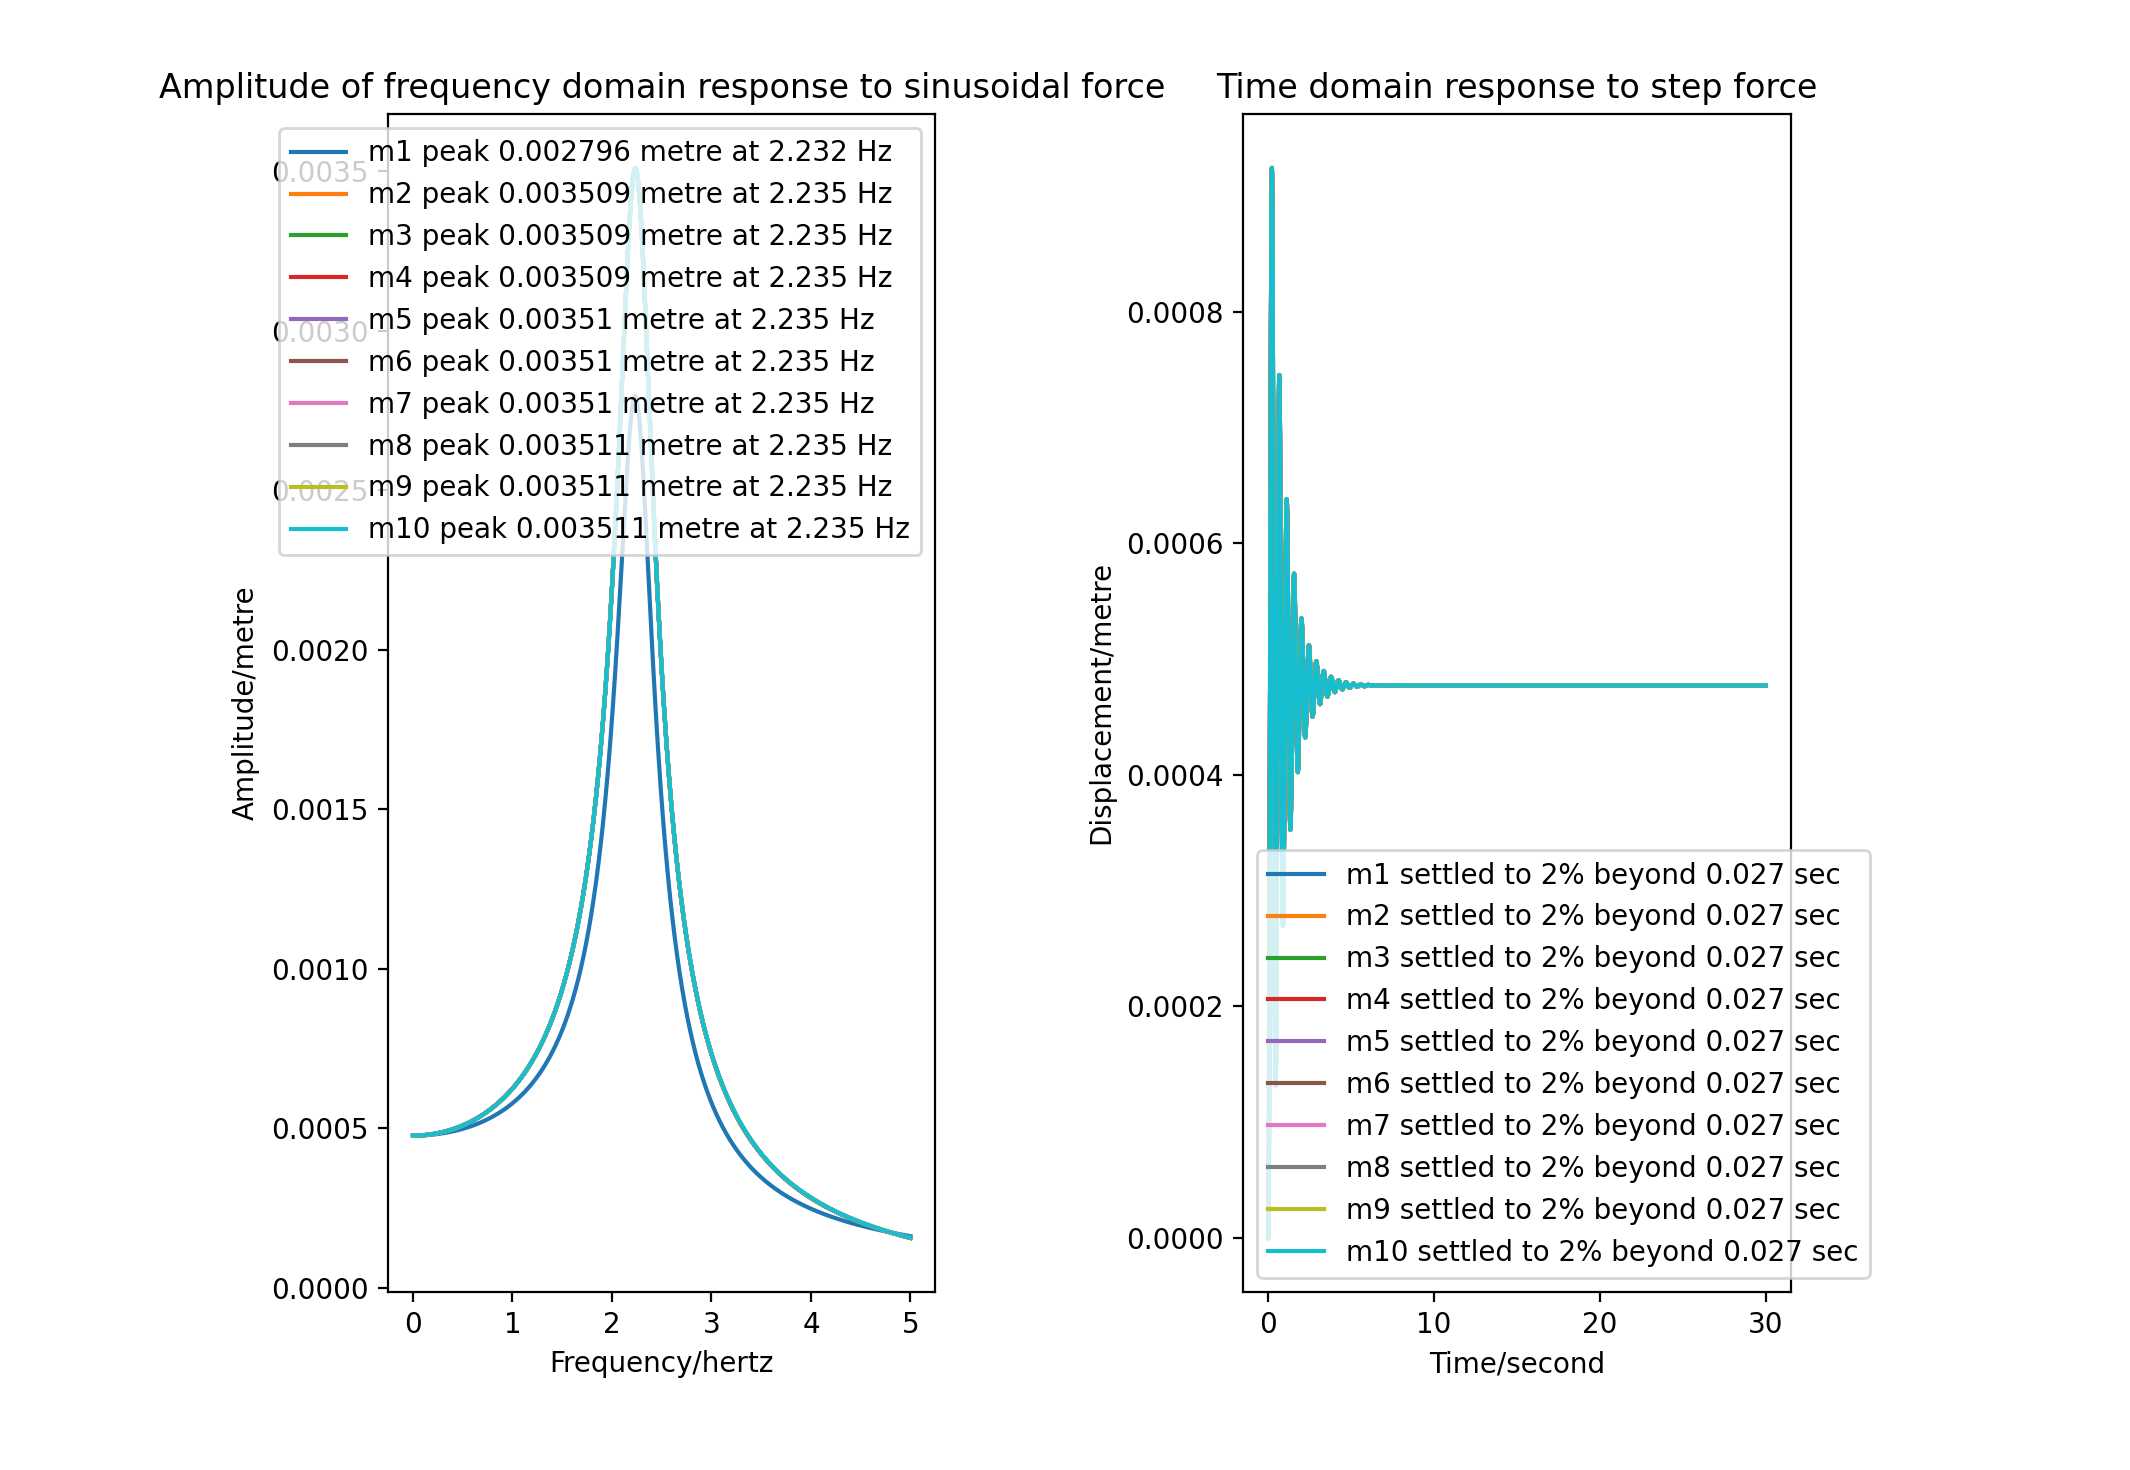 Amplitude of frequency domain response to sinusoidal force
m1 peak 0.002796 metre at 2.232 Hz
m2 peak 0.003509 metre at 2.235 Hz
m3 peak 0.003509 metre at 2.235 Hz
m4 peak 0.003509 metre at 2.235 Hz
m5 peak 0.00351 metre at 2.235 Hz
m6 peak 0.00351 metre at 2.235 Hz
m7 peak 0.00351 metre at 2.235 Hz
m8 peak 0.003511 metre at 2.235 Hz
m9 peak 0.003511 metre at 2.235 Hz
m10 peak 0.003511 metre at 2.235 Hz
0.0035
0.0030
0.0025
0.0020
0.0015
0.0010
0.0005
0.0000
Amplitude/metre
0 1 2 3 4 5
Frequency/hertz
Time domain response to step force
0.0008
0.0006
0.0004
0.0002
0.0000
Displacement/metre
m1 settled to 2% beyond 0.027 sec
m2 settled to 2% beyond 0.027 sec
m3 settled to 2% beyond 0.027 sec
m4 settled to 2% beyond 0.027 sec
m5 settled to 2% beyond 0.027 sec
m6 settled to 2% beyond 0.027 sec
m7 settled to 2% beyond 0.027 sec
m8 settled to 2% beyond 0.027 sec
m9 settled to 2% beyond 0.027 sec
m10 settled to 2% beyond 0.027 sec
0 10 20 30
Time/second